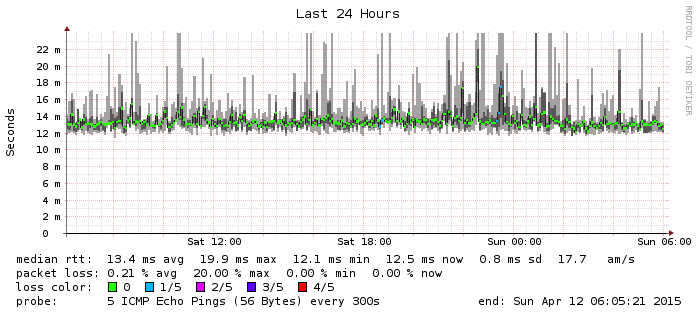 Last 24 Hours
RRDTOOL / TOBI OETIKER
Seconds
22 m
20 m
18 m
16 m
14 m
12 m
10 m
8 m
6 m
4 m
2 m
0
Sat 12:00 Sat 18:00 Sun 00:00 Sun 06:00
median rtt: 13.4 ms avg 19.9 ms max 12.1 ms min 12.5 ms now 0.8 ms sd 17.7 am/s
packet loss: 0.21 % avg 20.00 % max 0.00 % min 0.00 % now
loss color: 0 1/5 2/5 3/5 4/5
probe: 5 ICMP Echo Pings (56 Bytes) every 300s end: Sun Apr 12 06:05:21 2015